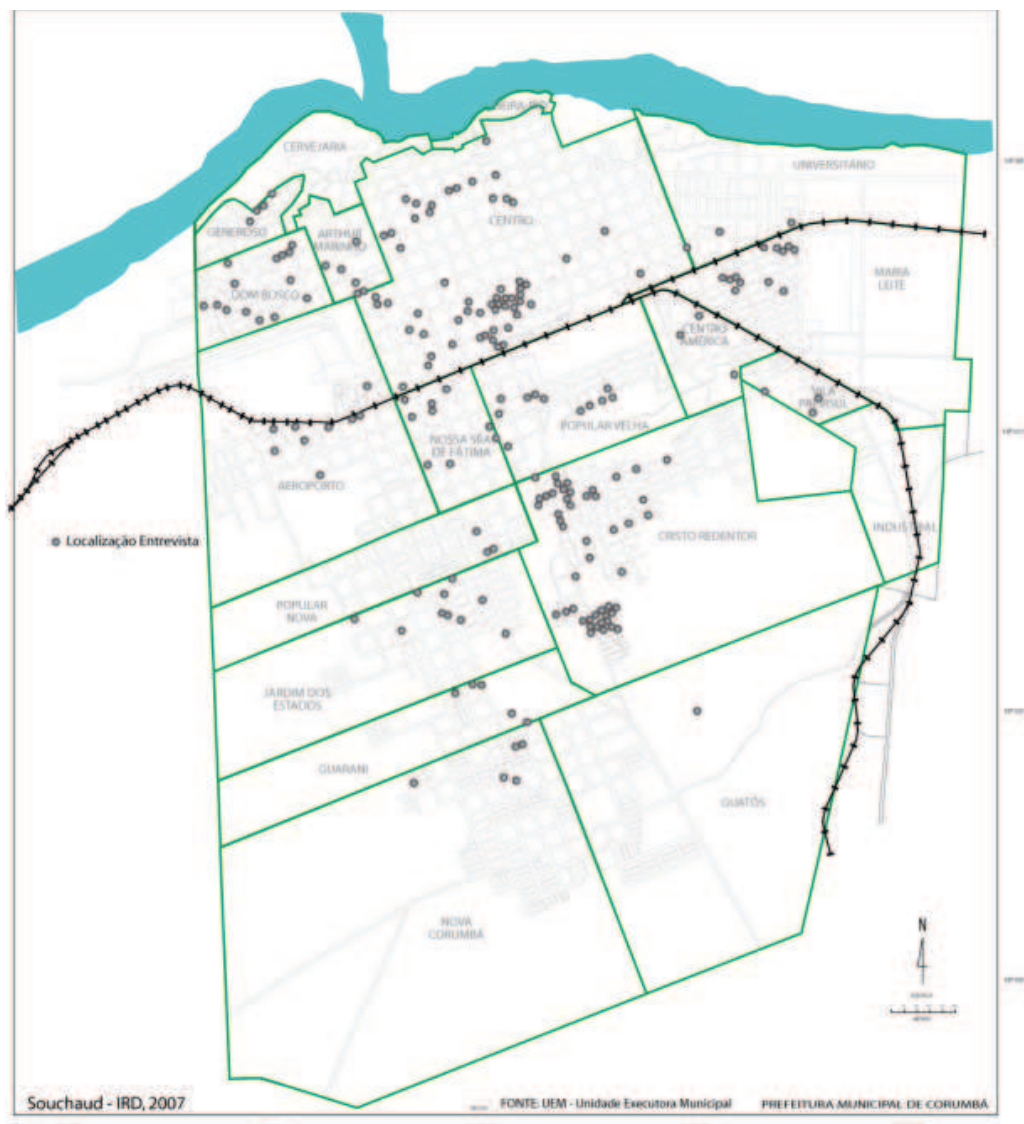 CERVEJARIA
UNIVERSITÁRIO
CENTRO
GENEROSO
ARTHUR
MARINHO
MARIA
LEITE
DOM BOSCO
CENTRO
AMÉRICA
VILA
POPULAR VELHA
NOSSA SRA
DE FÁTIMA
AEROPORTO
INDUSTRIAL
CRISTO REDENTOR
Localização Entrevista
POPULAR
NOVA
JARDIM DOS
ESTADOS
GUARANI
GUATÓS
NOVA
CORUMBÁ
N
Souchaud - IRD, 2007
FONTE: UEM - Unidade Executora Municipal
PREFEITURA MUNICIPAL DE CORUMBÁ